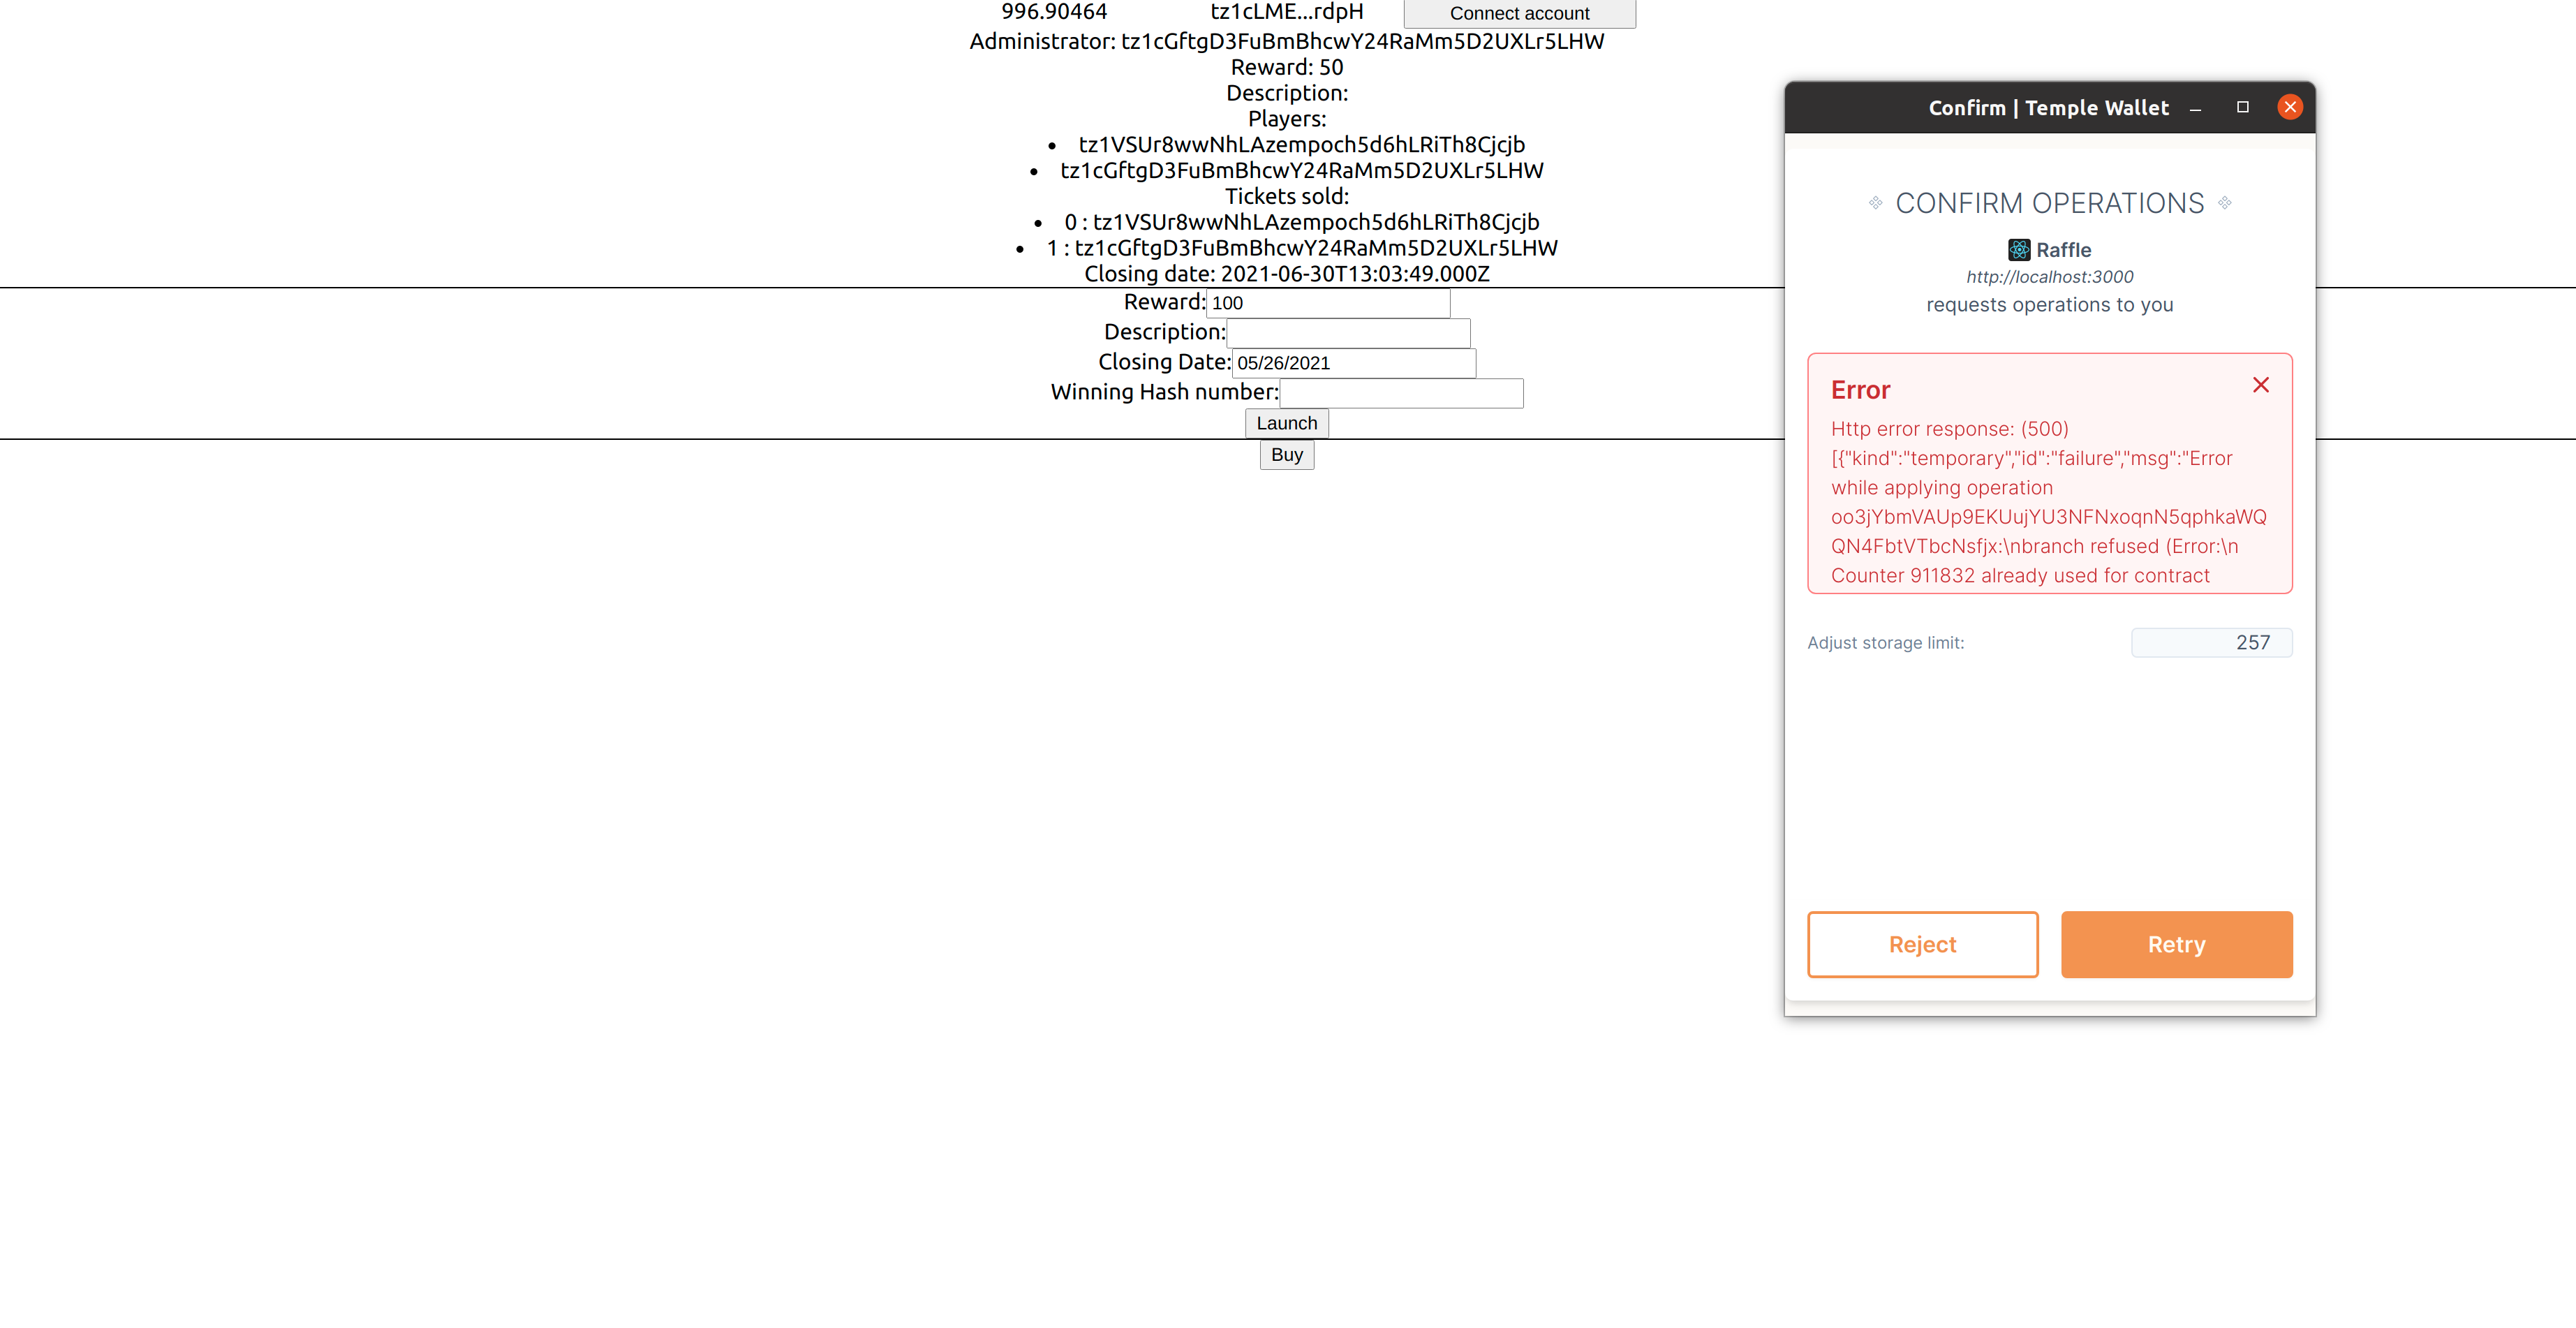 996.90464 tz1cLME...rdpH Connect account
Administrator: tz1cGftgD3FuBmBhcwY24RaMm5D2UXLr5LHW
Reward: 50
Description:
Players:
tz1VSUr8wwNhLAzempoch5d6hLRiTh8Cjcjb
tz1cGftgD3FuBmBhcwY24RaMm5D2UXLr5LHW
Tickets sold:
0 : tz1VSUr8wwNhLAzempoch5d6hLRiTh8Cjcjb
1 : tz1cGftgD3FuBmBhcwY24RaMm5D2UXLr5LHW
Closing date: 2021-06-30T13:03:49.000Z
Reward: 100
Description:
Closing Date: 05/26/2021
Winning Hash number:
Launch
Buy
Confirm | Temple Wallet
CONFIRM OPERATIONS
Raffle
http://localhost:3000
requests operations to you
Error
Http error response: (500)
[{"kind":"temporary","id":"failure","msg":"Error
while applying operation
oo3jYbmVAUp9EKUujYU3NFNxoqnN5qphkaWQ
QN4FbtVTbcNsfjx:\nbranch refused (Error:\n
Counter 911832 already used for contract
Adjust storage limit: 257
Reject Retry